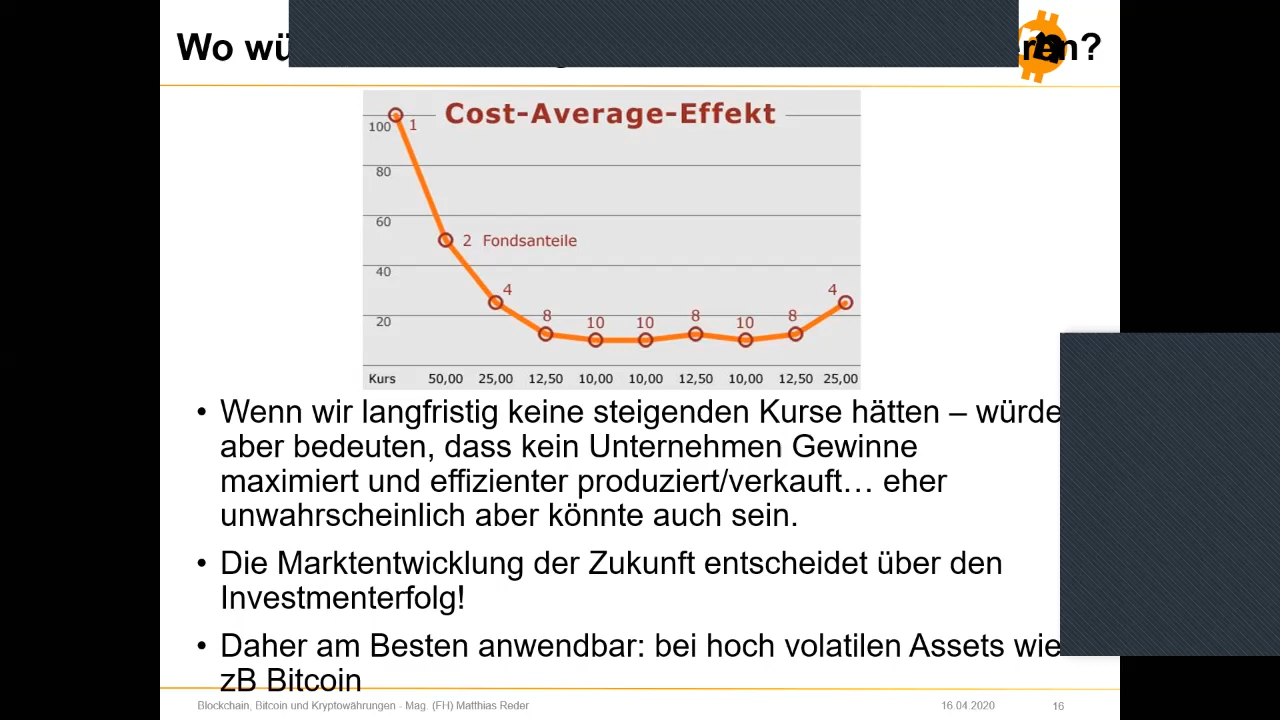 Wo
?
Cost-Average-Effekt
100
1
80
60
2 Fondsanteile
40
4
4
8
10
10
8
10
8
20
Kurs 50,00 25,00 12,50 10,00 10,00 12,50 10,00 12,50 25,00
• Wenn wir langfristig keine steigenden Kurse hätten – würde
aber bedeuten, dass kein Unternehmen Gewinne
maximiert und effizienter produziert/verkauft… eher
unwahrscheinlich aber könnte auch sein.
• Die Marktentwicklung der Zukunft entscheidet über den
Investmenterfolg!
• Daher am Besten anwendbar: bei hoch volatilen Assets wie
zB Bitcoin
Blockchain, Bitcoin und Kryptowährungen - Mag. (FH) Matthias Reder 16.04.2020 16